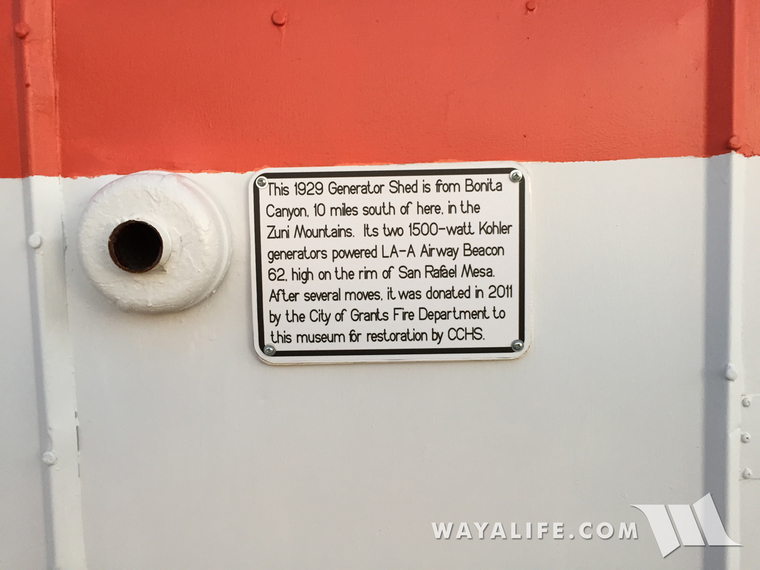 This 1929 Generator Shed is from Bonita
Canyon, 10 miles south of here, in the
Zuni Mountains. Its two 1500-watt Kohler
generators powered LA-A Airway Beacon
62, high on the rim of San Rafael Mesa.
After several moves, it was donated in 2011
by the City of Grants Fire Department to
this museum for restoration by CCHS.
WAYALIFE.COM